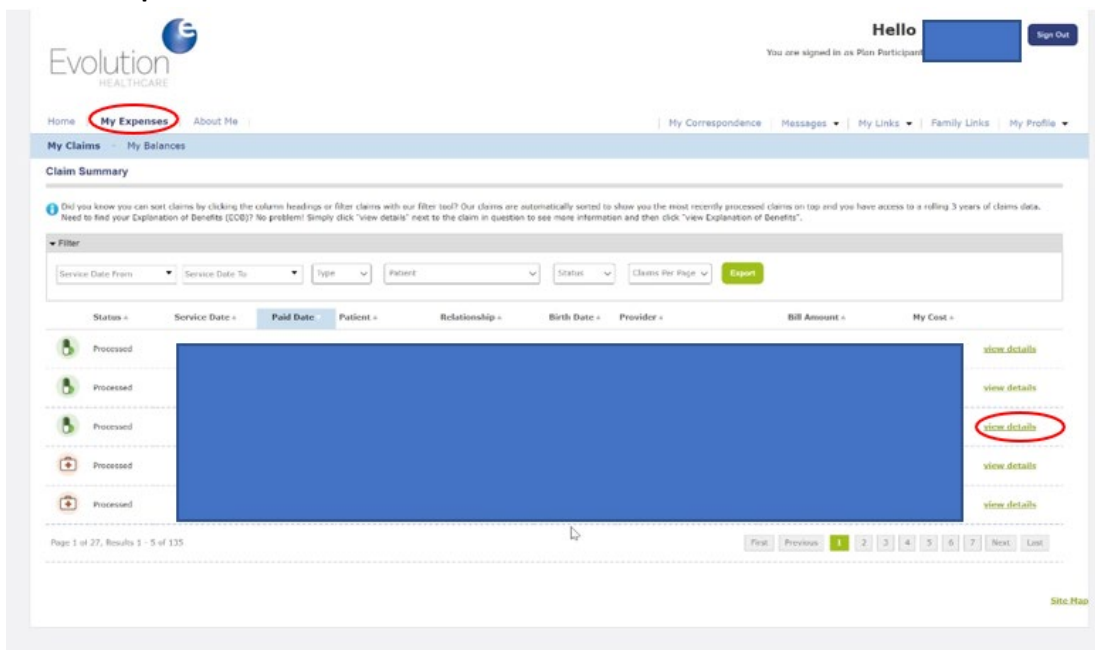 Hello
Sign Out
You are signed in as Plan Participant
e
Evolution
HEALTHCARE
Home My Expenses About Me My Correspondence Messages My Links Family Links My Profile
My Claims My Balances
Claim Summary
Did you know you can sort claims by clicking the column headings or filter claims with our filter tool? Our claims are automatically sorted to show you the most recently processed claims on top and you have access to a rolling 3 years of claims data.
Need to find your Explanation of Benefits (EOB)? No problem! Simply click "view details" next to the claim in question to see more information and then click "view Explanation of Benefits".
Filter
Service Date From Service Date To Type Patient Status Claims Per Page Export
Status Service Date Paid Date Patient Relationship Birth Date Provider Bill Amount My Cost
Processed view details
Processed view details
Processed view details
Processed view details
Processed view details
Page 1 of 27, Results 1 - 5 of 135 First Previous 1 2 3 4 5 6 7 Next Last
Site Map